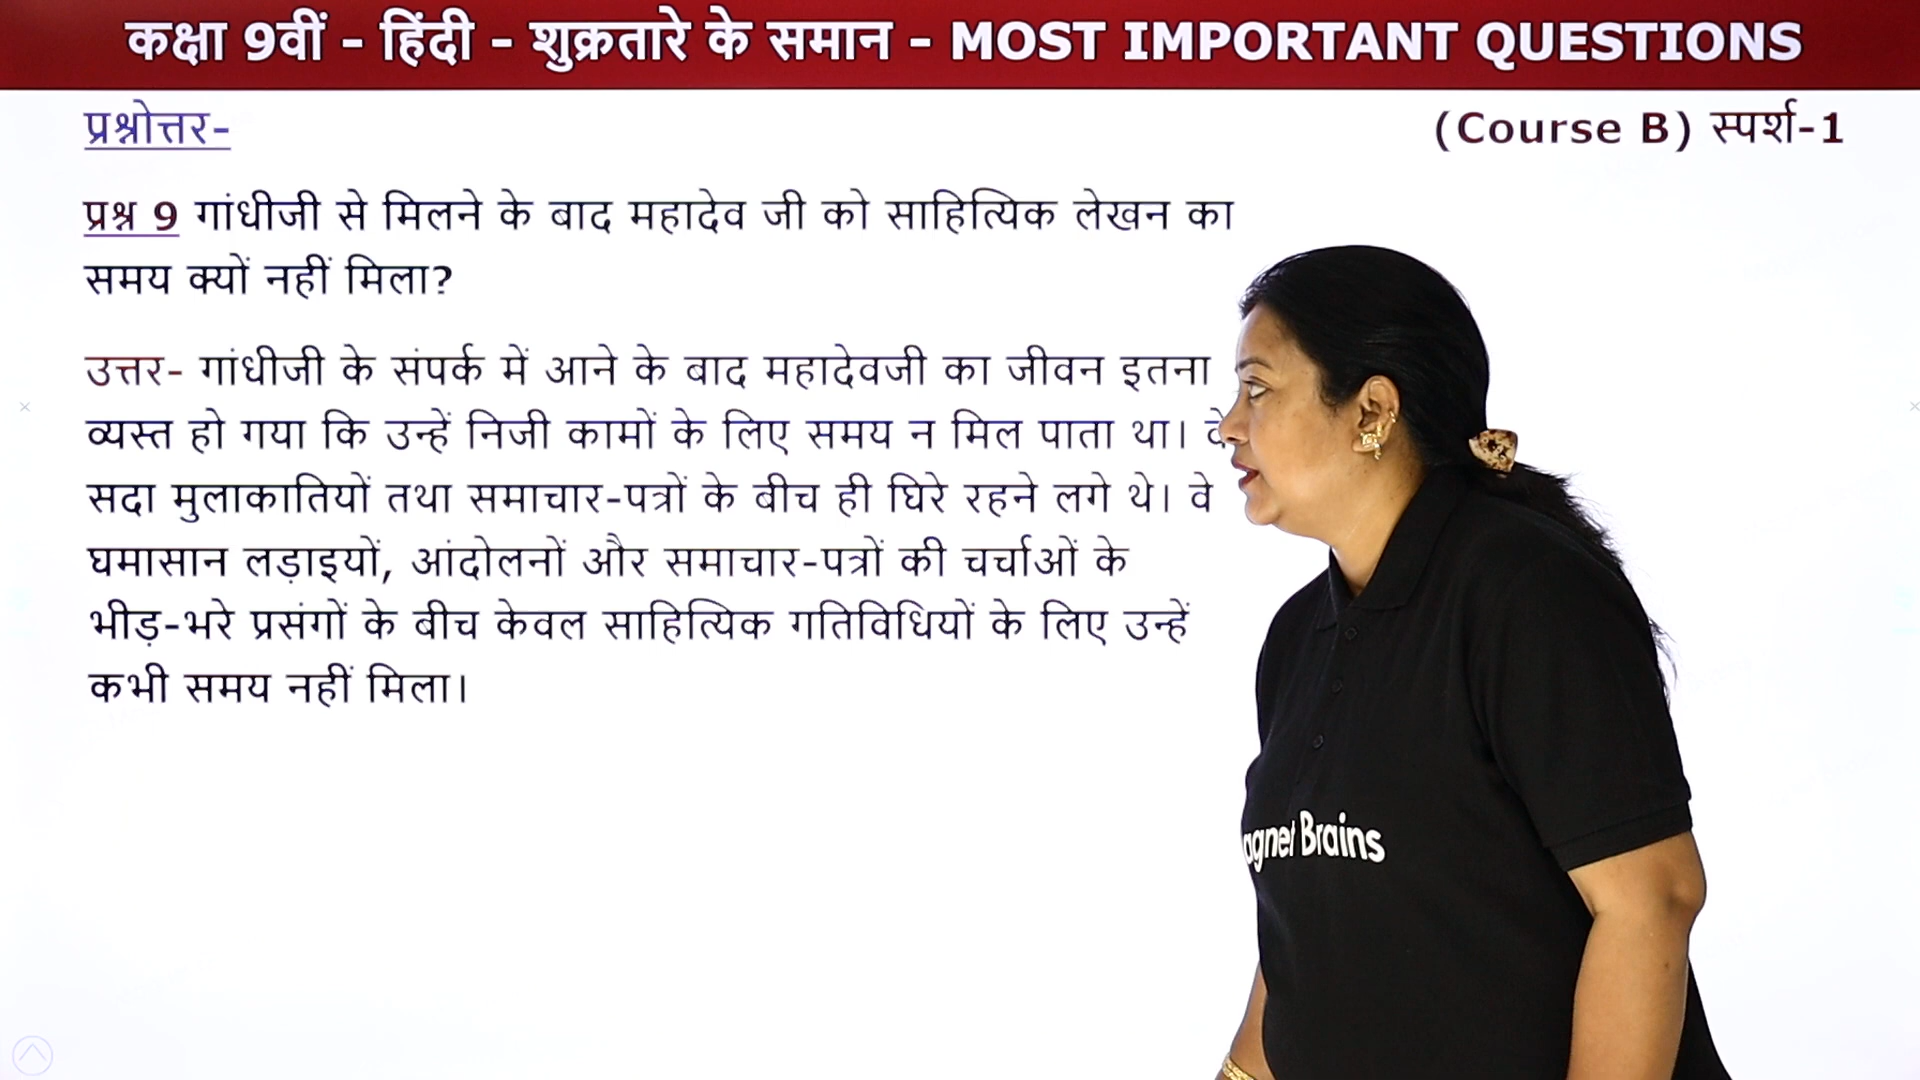 कक्षा 9वीं - हिंदी - शुक्रतारे के समान - MOST IMPORTANT QUESTIONS
प्रश्नोत्तर-
(Course B) स्पर्श-1
प्रश्न 9 गांधीजी से मिलने के बाद महादेव जी को साहित्यिक लेखन का
समय क्यों नहीं मिला?
उत्तर- गांधीजी के संपर्क में आने के बाद महादेवजी का जीवन इतना
व्यस्त हो गया कि उन्हें निजी कामों के लिए समय न मिल पाता था। वे
सदा मुलाकातियों तथा समाचार-पत्रों के बीच ही घिरे रहने लगे थे। वे
घमासान लड़ाइयों, आंदोलनों और समाचार-पत्रों की चर्चाओं के
भीड़-भरे प्रसंगों के बीच केवल साहित्यिक गतिविधियों के लिए उन्हें
कभी समय नहीं मिला।
agnet Brains